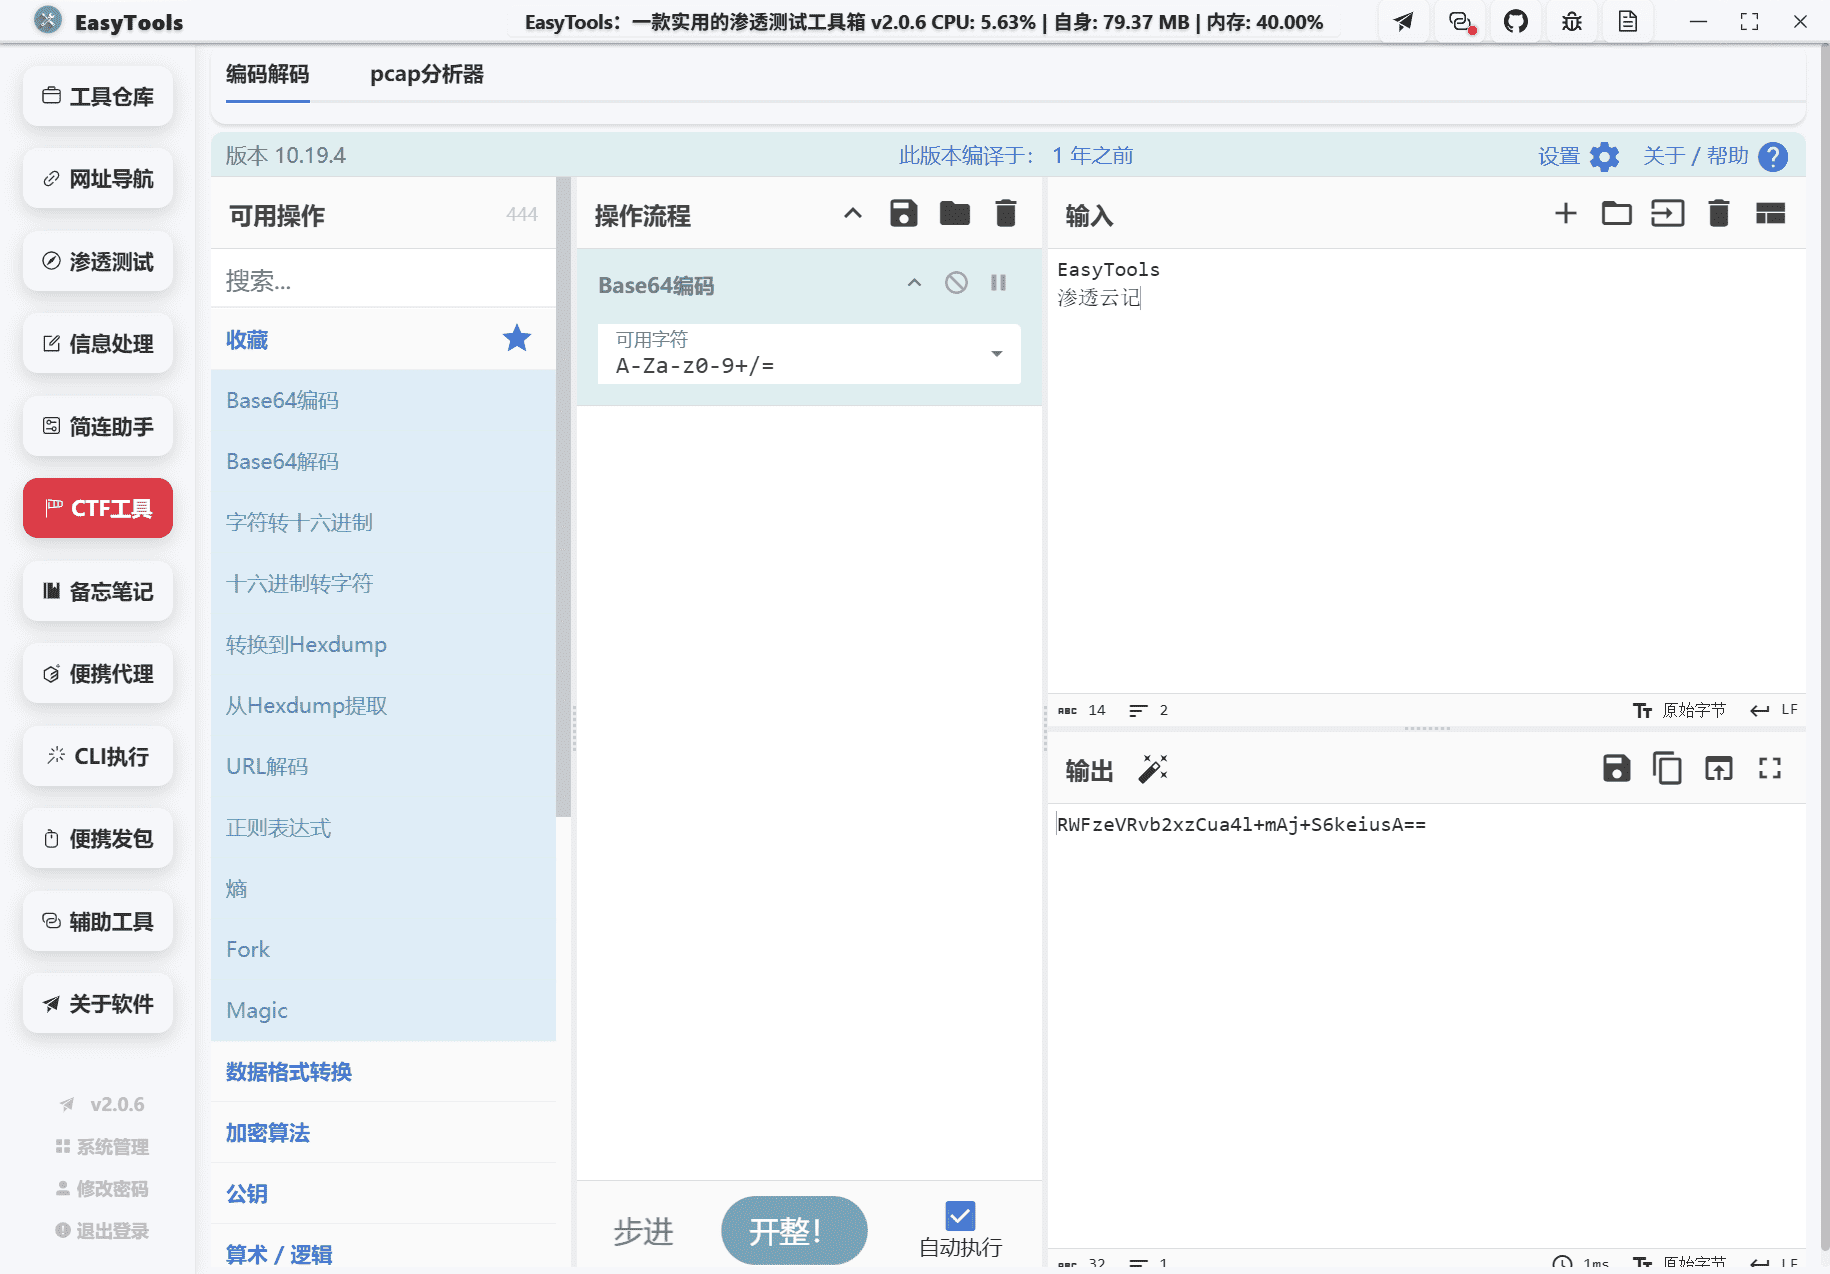 EasyTools
EasyTools：一款实用的渗透测试工具箱 v2.0.6 CPU: 5.63% | 自身: 79.37 MB | 内存: 40.00%
工具仓库
网址导航
渗透测试
信息处理
简连助手
CTF工具
备忘笔记
便携代理
CLI执行
便携发包
辅助工具
关于软件
v2.0.6
系统管理
修改密码
退出登录
编码解码
pcap分析器
版本 10.19.4
此版本编译于： 1 年之前
设置
关于 / 帮助
可用操作
444
搜索...
收藏
Base64编码
Base64解码
字符转十六进制
十六进制转字符
转换到Hexdump
从Hexdump提取
URL解码
正则表达式
熵
Fork
Magic
数据格式转换
加密算法
公钥
算术 / 逻辑
操作流程
Base64编码
可用字符
A-Za-z0-9+/=
步进
开整！
自动执行
输入
EasyTools
渗透云记
ABC 14
2
Tт 原始字节
LF
输出
RWFzeVRvb2xzCua4l+mAj+S6keiusA==
ABC 32
1
1ms
Tт 原始字节
LF